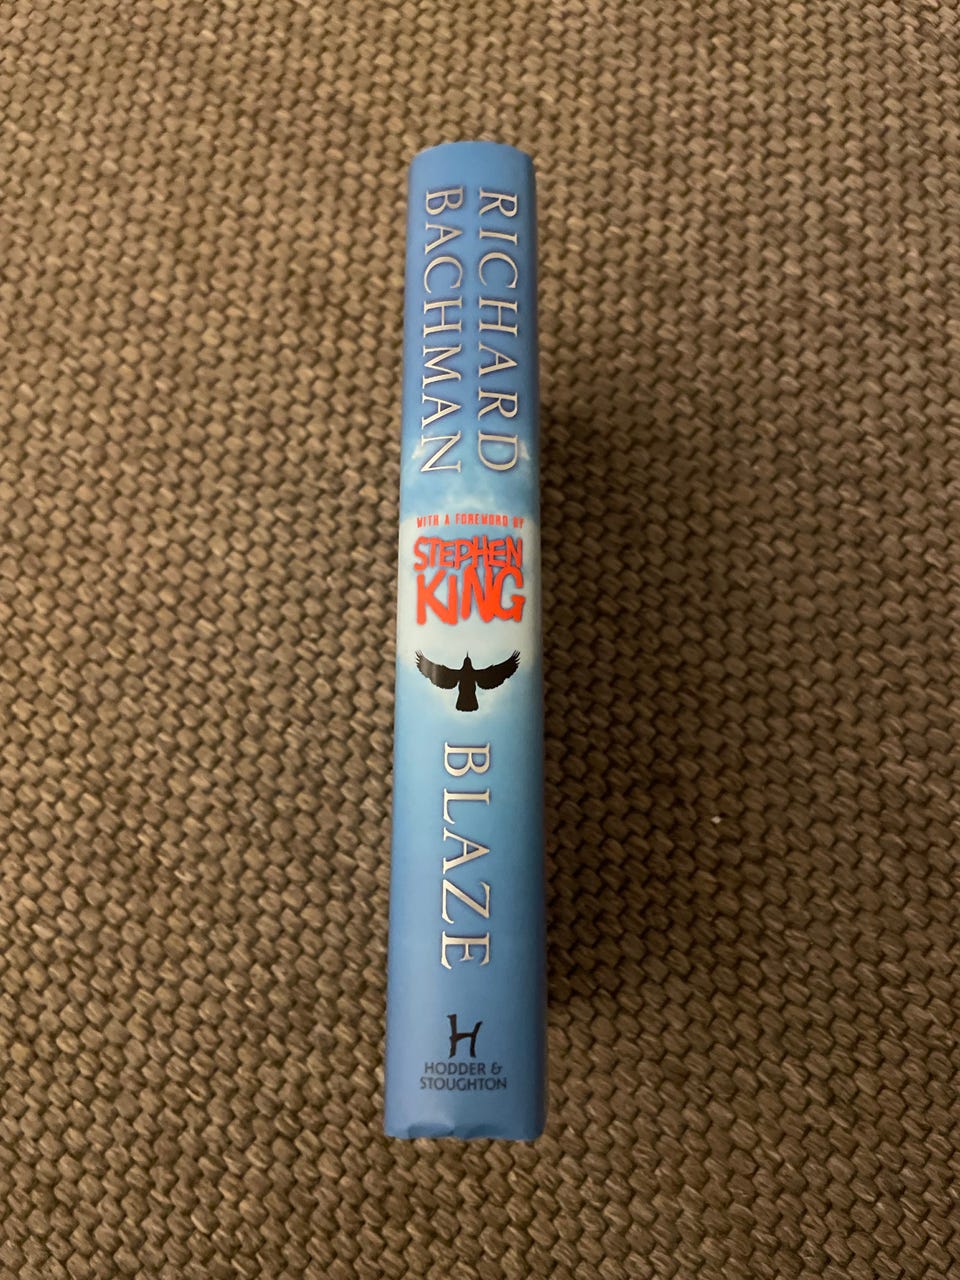 RICHARD
BACHMAN
WITH A FOREWORD BY
STEPHEN
KING
BLAZE
H
HODDER &
STOUGHTON